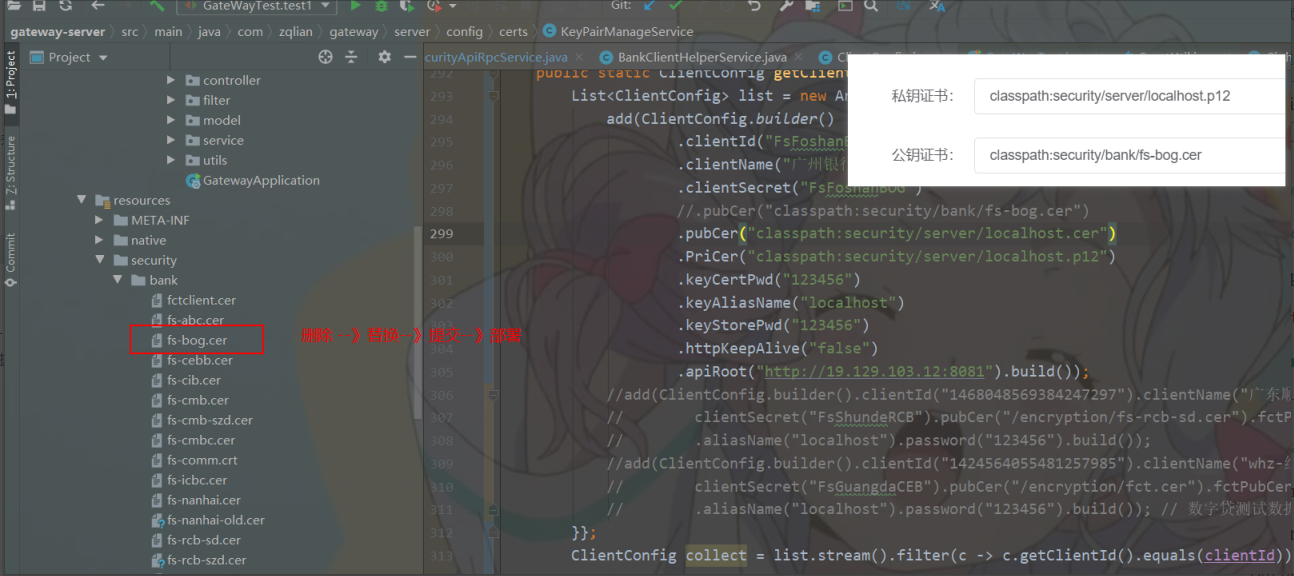 GateWayTest.test1
Git:
gateway-server
src
main
java
com
zqlian
gateway
server
config
certs
KeyPairManageService
1: Project
Z: Structure
Commit
Project
controller
filter
model
service
utils
GatewayApplication
resources
META-INF
native
security
bank
fctclient.cer
fs-abc.cer
fs-bog.cer
fs-cebb.cer
fs-cib.cer
fs-cmb.cer
fs-cmb-szd.cer
fs-cmbc.cer
fs-comm.crt
fs-icbc.cer
fs-nanhai.cer
fs-nanhai-old.cer
fs-rcb-sd.cer
fs-rcb-szd.cer
删除--》替换--》提交--》部署
curityApiRpcService.java
BankClientHelperService.java
292 public static ClientConfig getClient
293 List<ClientConfig> list = new Ar
294 add(ClientConfig.builder()
295 .clientId("FsFoshan
296 .clientName("广州银行
297 .clientSecret("FsFoshanBOG")
298 //.pubCer("classpath:security/bank/fs-bog.cer")
299 .pubCer("classpath:security/server/localhost.cer")
300 .PriCer("classpath:security/server/localhost.p12")
301 .keyCertPwd("123456")
302 .keyAliasName("localhost")
303 .keyStorePwd("123456")
304 .httpKeepAlive("false")
305 .apiRoot("http://19.129.103.12:8081").build());
306 //add(ClientConfig.builder().clientId("1468048569384247297").clientName("广东顺
307 // clientSecret("FsShundeRCB").pubCer("/encryption/fs-rcb-sd.cer").fctP
308 // .aliasName("localhost").password("123456").build());
309 //add(ClientConfig.builder().clientId("1424564055481257985").clientName("whz-
310 // clientSecret("FsGuangdaCEB").pubCer("/encryption/fct.cer").fctPubCer
311 // .aliasName("localhost").password("123456").build()); // 数字贷测试数据
312 }};
313 ClientConfig collect = list.stream().filter(c -> c.getClientId().equals(clientId))
私钥证书: classpath:security/server/localhost.p12
公钥证书: classpath:security/bank/fs-bog.cer